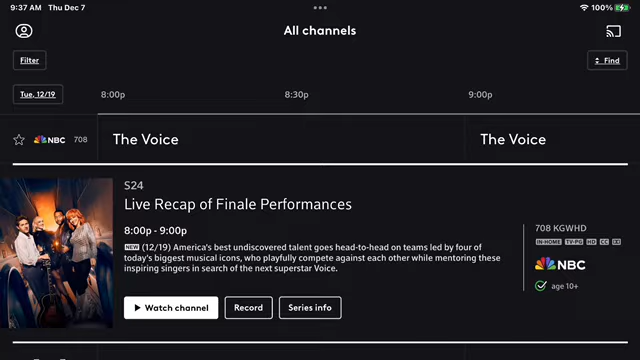 9:37 AM Thu Dec 7
100%
All channels
Filter
Find
Tue, 12/19
8:00p
8:30p
9:00p
NBC 708
The Voice
The Voice
S24
Live Recap of Finale Performances
8:00p - 9:00p
NEW (12/19) America's best undiscovered talent goes head-to-head on teams led by four of
today's biggest musical icons, who playfully compete against each other while mentoring these
inspiring singers in search of the next superstar Voice.
Watch channel
Record
Series info
708 KGWHD
IN-HOME TV-PG HD CC
NBC
age 10+